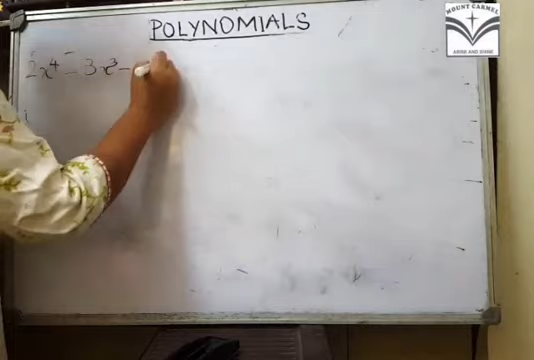 POLYNOMIALS
MOUNT CARMEL
ARISE AND SHINE
2x⁴ - 3x³ -